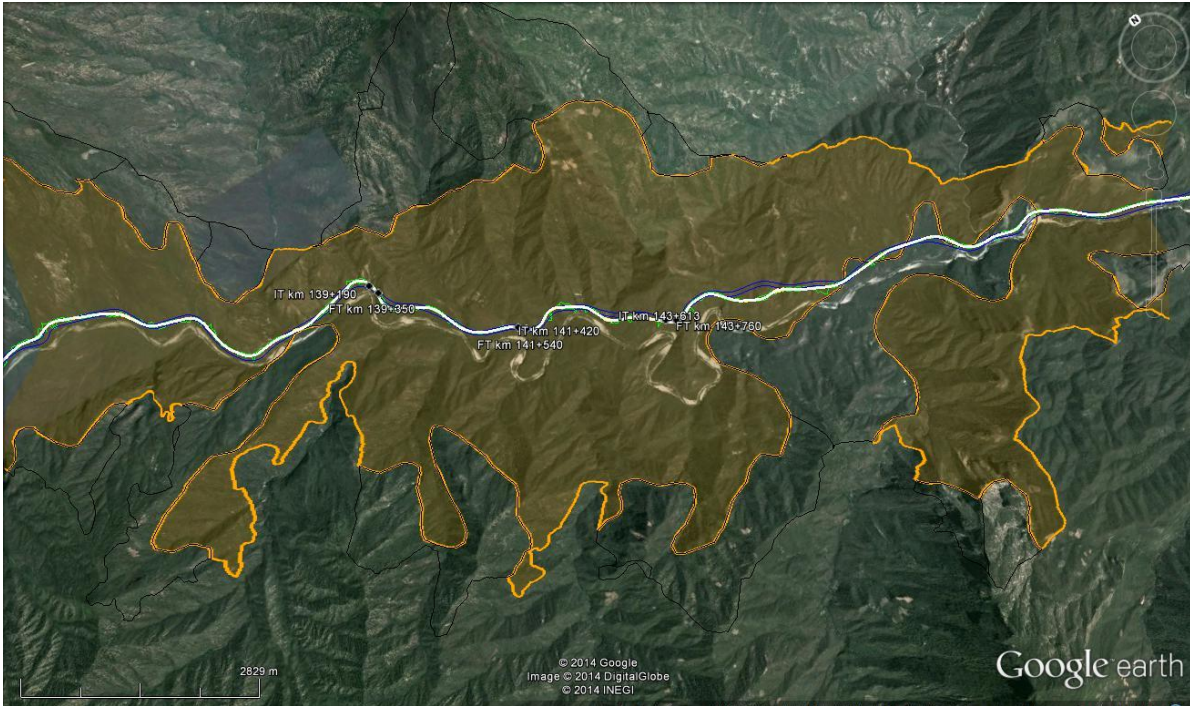 N
IT km 139+190
FT km 139+350
IT km 141+420
FT km 141+540
IT km 143+613
FT km 143+760
2829 m
© 2014 Google
Image © 2014 DigitalGlobe
© 2014 INEGI
Google earth